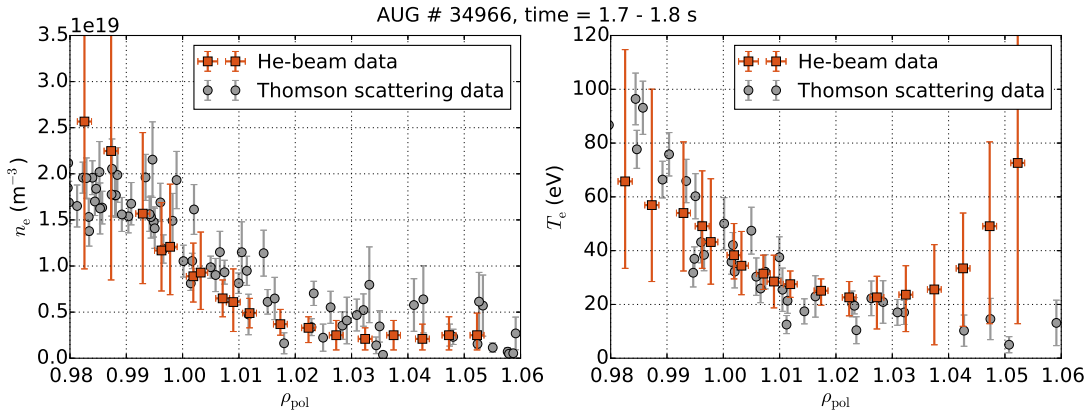 AUG # 34966, time = 1.7 - 1.8 s
1e19
3.5
3.0
2.5
2.0
1.5
1.0
0.5
0.0
n_e (m^−3)
He-beam data
Thomson scattering data
0.98 0.99 1.00 1.01 1.02 1.03 1.04 1.05 1.06
ρ_pol
120
100
80
60
40
20
0
T_e (eV)
He-beam data
Thomson scattering data
0.98 0.99 1.00 1.01 1.02 1.03 1.04 1.05 1.06
ρ_pol